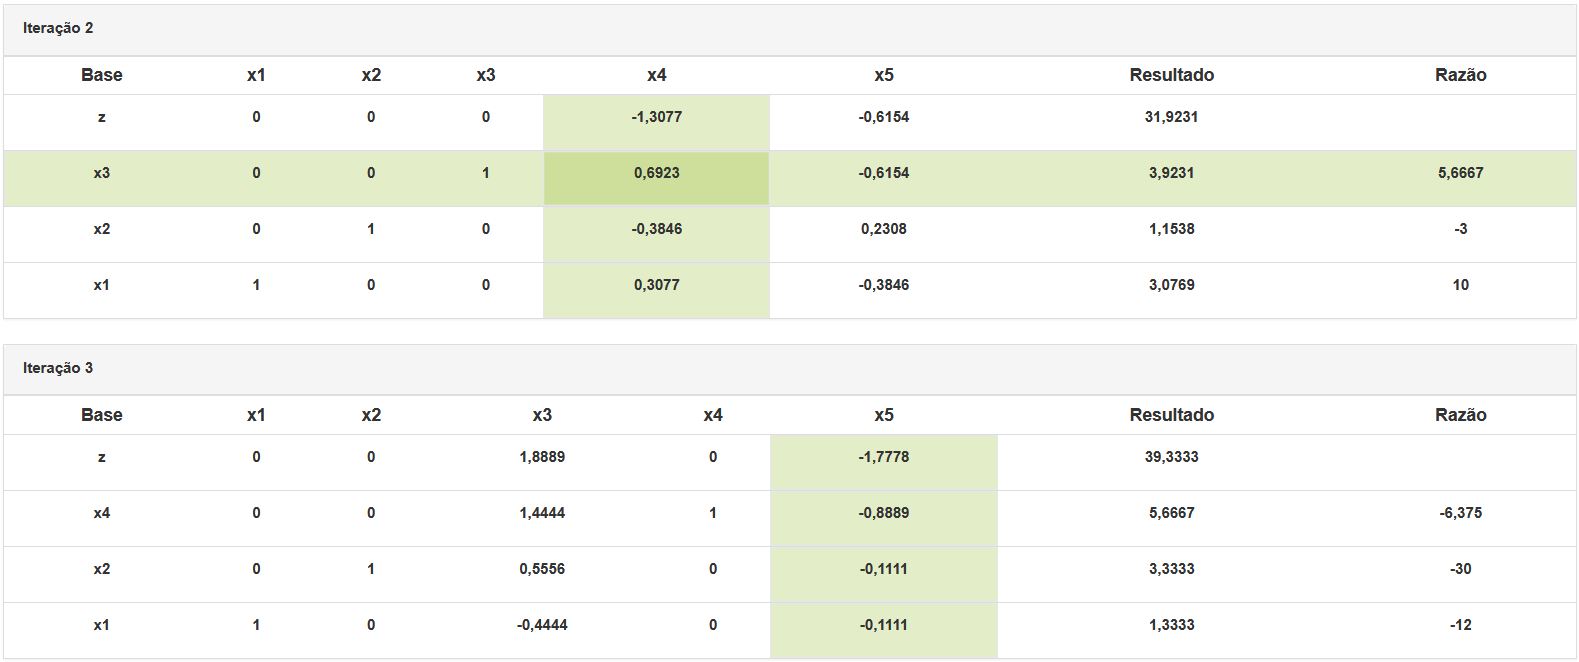 Iteração 2
Base x1 x2 x3 x4 x5 Resultado Razão
z 0 0 0 -1,3077 -0,6154 31,9231
x3 0 0 1 0,6923 -0,6154 3,9231 5,6667
x2 0 1 0 -0,3846 0,2308 1,1538 -3
x1 1 0 0 0,3077 -0,3846 3,0769 10
Iteração 3
Base x1 x2 x3 x4 x5 Resultado Razão
z 0 0 1,8889 0 -1,7778 39,3333
x4 0 0 1,4444 1 -0,8889 5,6667 -6,375
x2 0 1 0,5556 0 -0,1111 3,3333 -30
x1 1 0 -0,4444 0 -0,1111 1,3333 -12